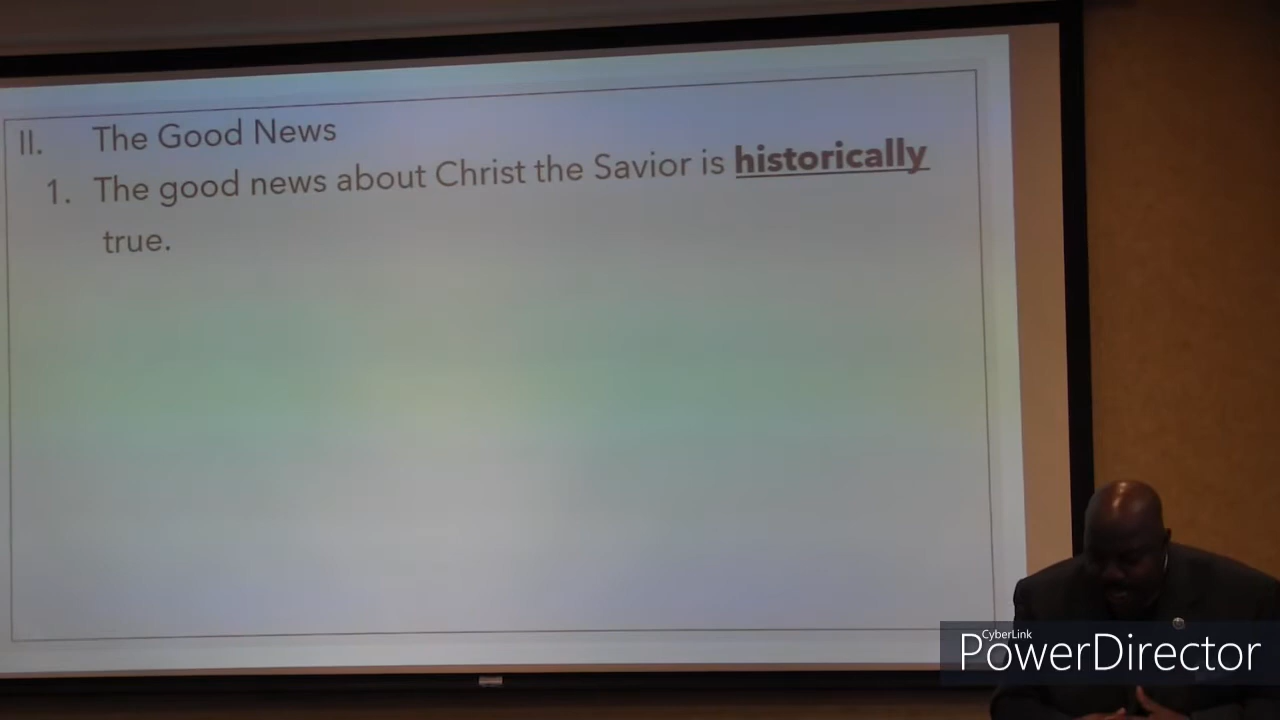 II. The Good News
1. The good news about Christ the Savior is historically
true.
CyberLink
PowerDirector